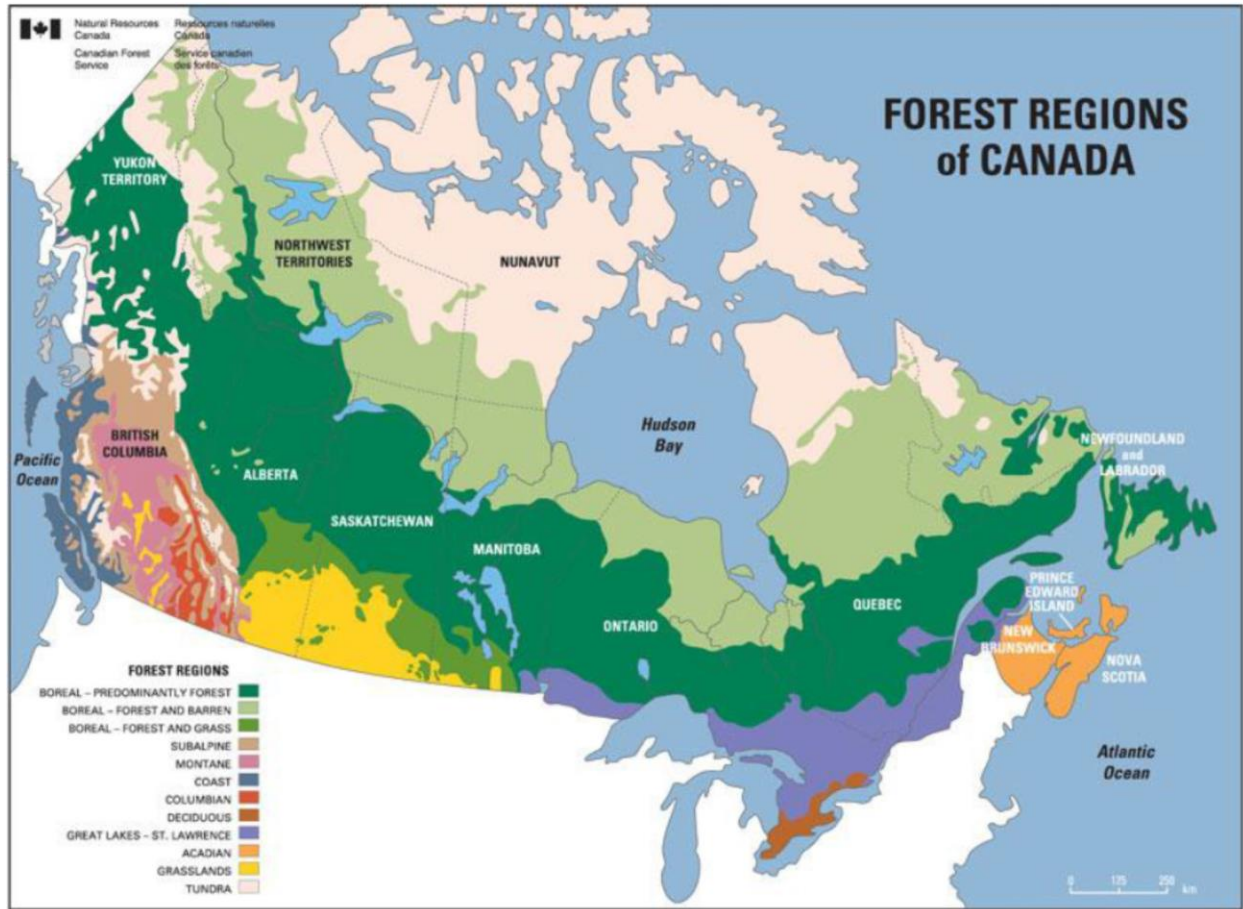 Natural Resources
Canada
Ressources naturelles
Canada
Canadian Forest
Service
Service canadien
des forêts
FOREST REGIONS
of CANADA
YUKON
TERRITORY
NORTHWEST
TERRITORIES
NUNAVUT
Hudson
Bay
BRITISH
COLUMBIA
Pacific
Ocean
ALBERTA
SASKATCHEWAN
MANITOBA
ONTARIO
QUEBEC
NEWFOUNDLAND
and
LABRADOR
PRINCE
EDWARD
ISLAND
NEW
BRUNSWICK
NOVA
SCOTIA
Atlantic
Ocean
FOREST REGIONS
BOREAL – PREDOMINANTLY FOREST
BOREAL – FOREST AND BARREN
BOREAL – FOREST AND GRASS
SUBALPINE
MONTANE
COAST
COLUMBIAN
DECIDUOUS
GREAT LAKES – ST. LAWRENCE
ACADIAN
GRASSLANDS
TUNDRA
0 125 250
km